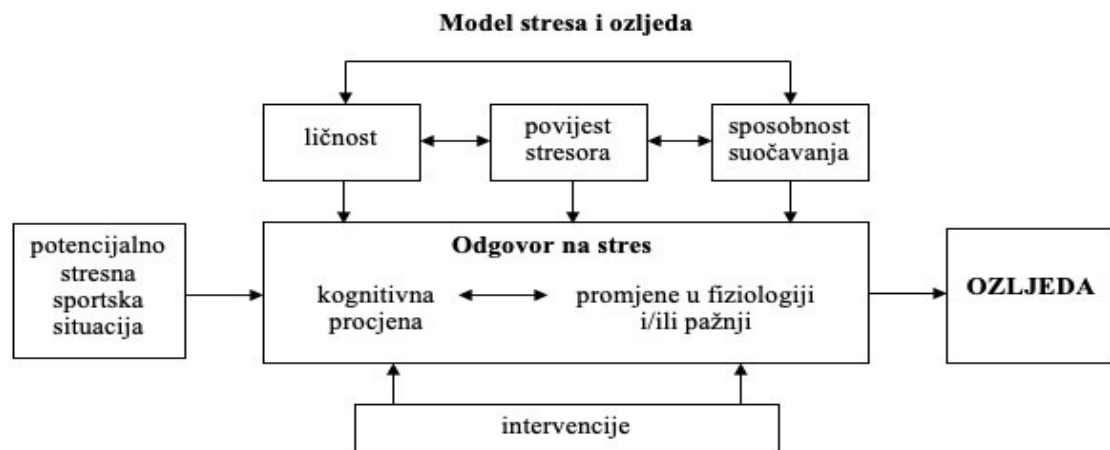 Model stresa i ozljeda
ličnost
povijest
stresora
sposobnost
suočavanja
potencijalno
stresna
sportska
situacija
Odgovor na stres
kognitivna
procjena
promjene u fiziologiji
i/ili pažnji
OZLJEDA
intervencije